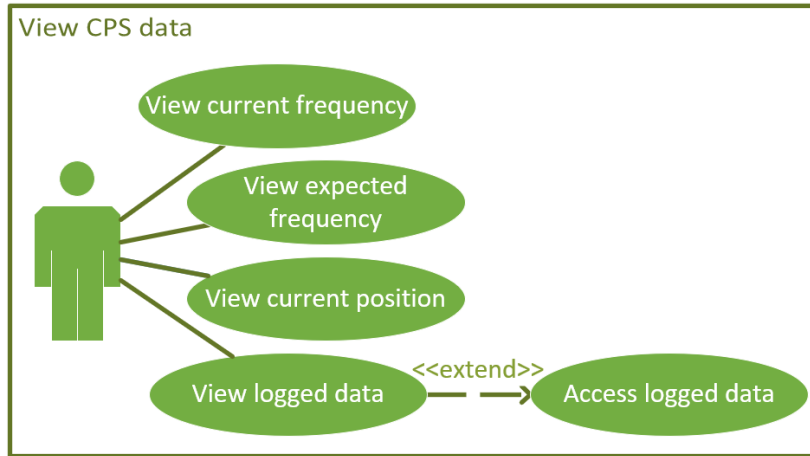 View CPS data
View current frequency
View expected
frequency
View current position
View logged data
<<extend>>
Access logged data